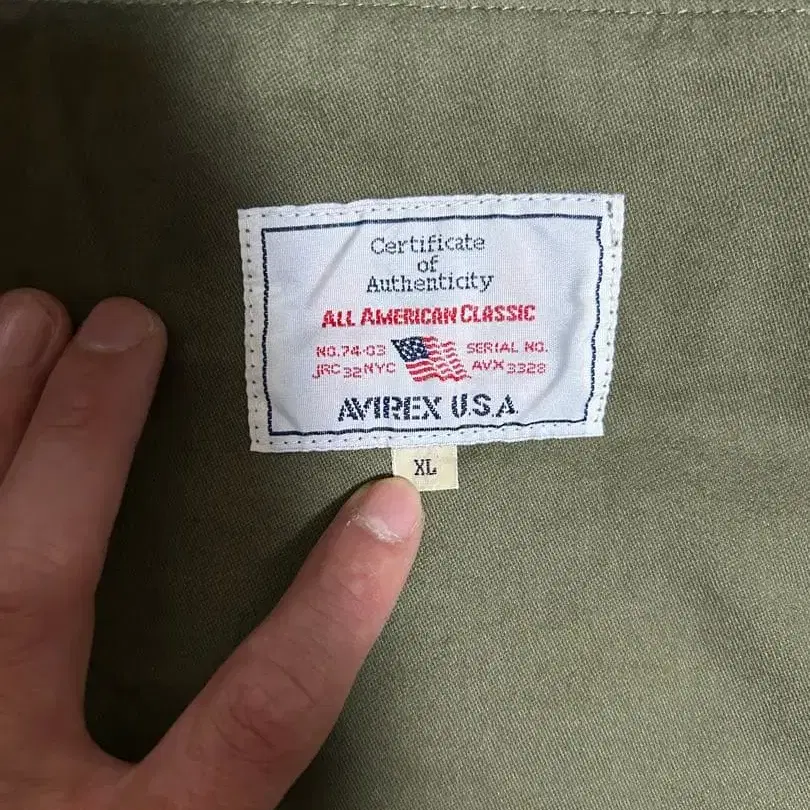 Certificate
of
Authenticity
ALL AMERICAN CLASSIC
NO.74-03 SERIAL NO.
JRC 32 NYC AVX 3328
AVIREX U.S.A.
XL